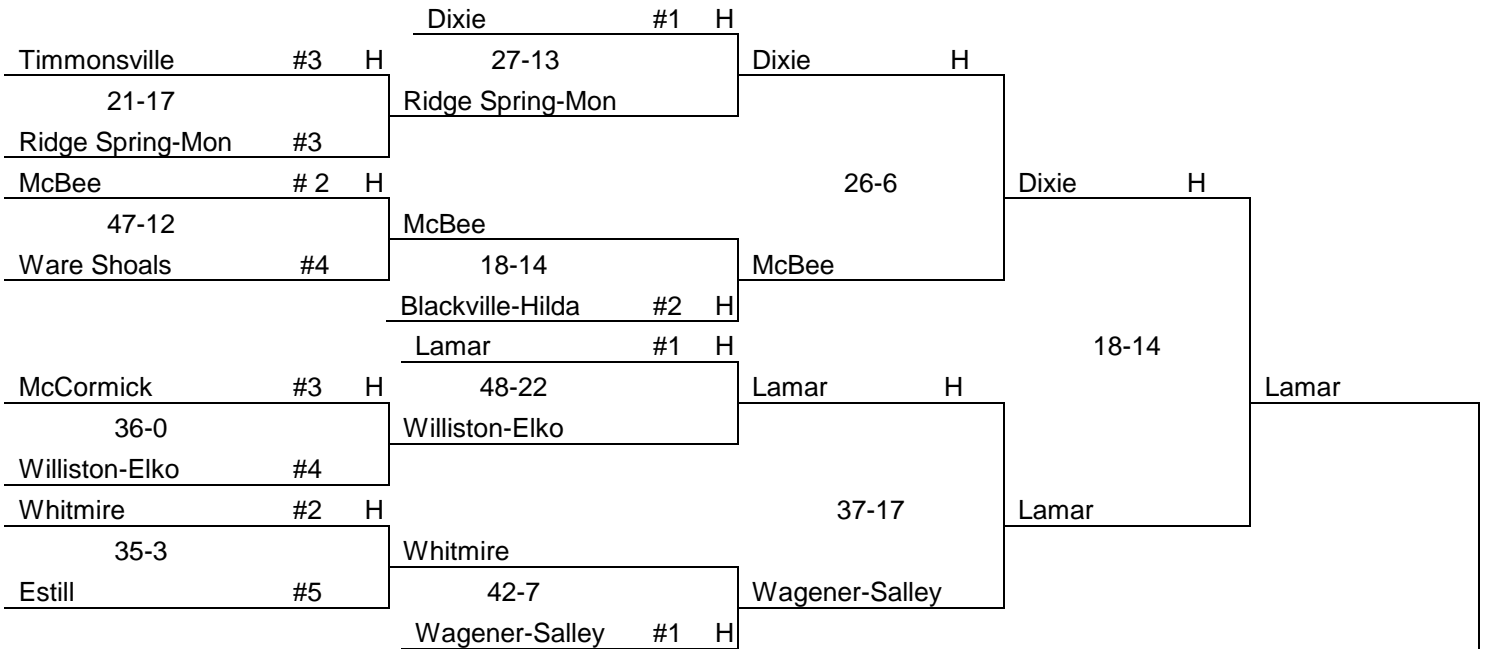 Dixie #1 H
Timmonsville #3 H 27-13 Dixie H
21-17 Ridge Spring-Mon
Ridge Spring-Mon #3
McBee # 2 H 26-6 Dixie H
47-12 McBee
Ware Shoals #4 18-14 McBee
Blackville-Hilda #2 H
Lamar #1 H 18-14
McCormick #3 H 48-22 Lamar H Lamar
36-0 Williston-Elko
Williston-Elko #4
Whitmire #2 H 37-17 Lamar
35-3 Whitmire
Estill #5 42-7 Wagener-Salley
Wagener-Salley #1 H